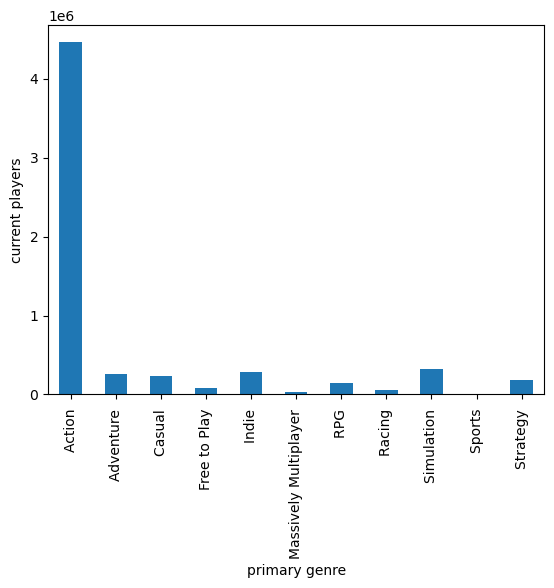 1e6
4
3
2
1
0
current players
Action
Adventure
Casual
Free to Play
Indie
Massively Multiplayer
RPG
Racing
Simulation
Sports
Strategy
primary genre